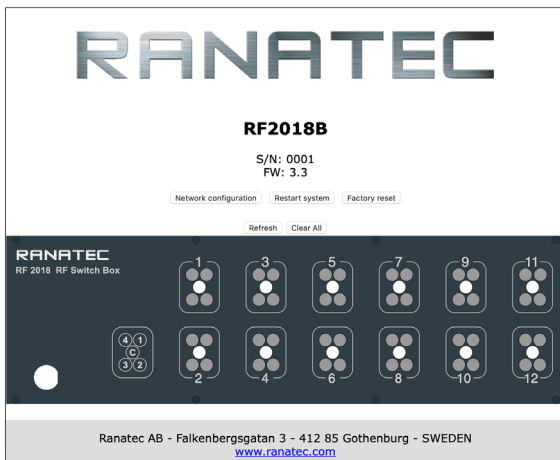 RANATEC
RF2018B
S/N: 0001
FW: 3.3
Network configuration Restart system Factory reset
Refresh Clear All
RANATEC
RF 2018 RF Switch Box
1 3 5 7 9 11
4 1
C
3 2
2 4 6 8 10 12
Ranatec AB - Falkenbergsgatan 3 - 412 85 Gothenburg - SWEDEN
www.ranatec.com